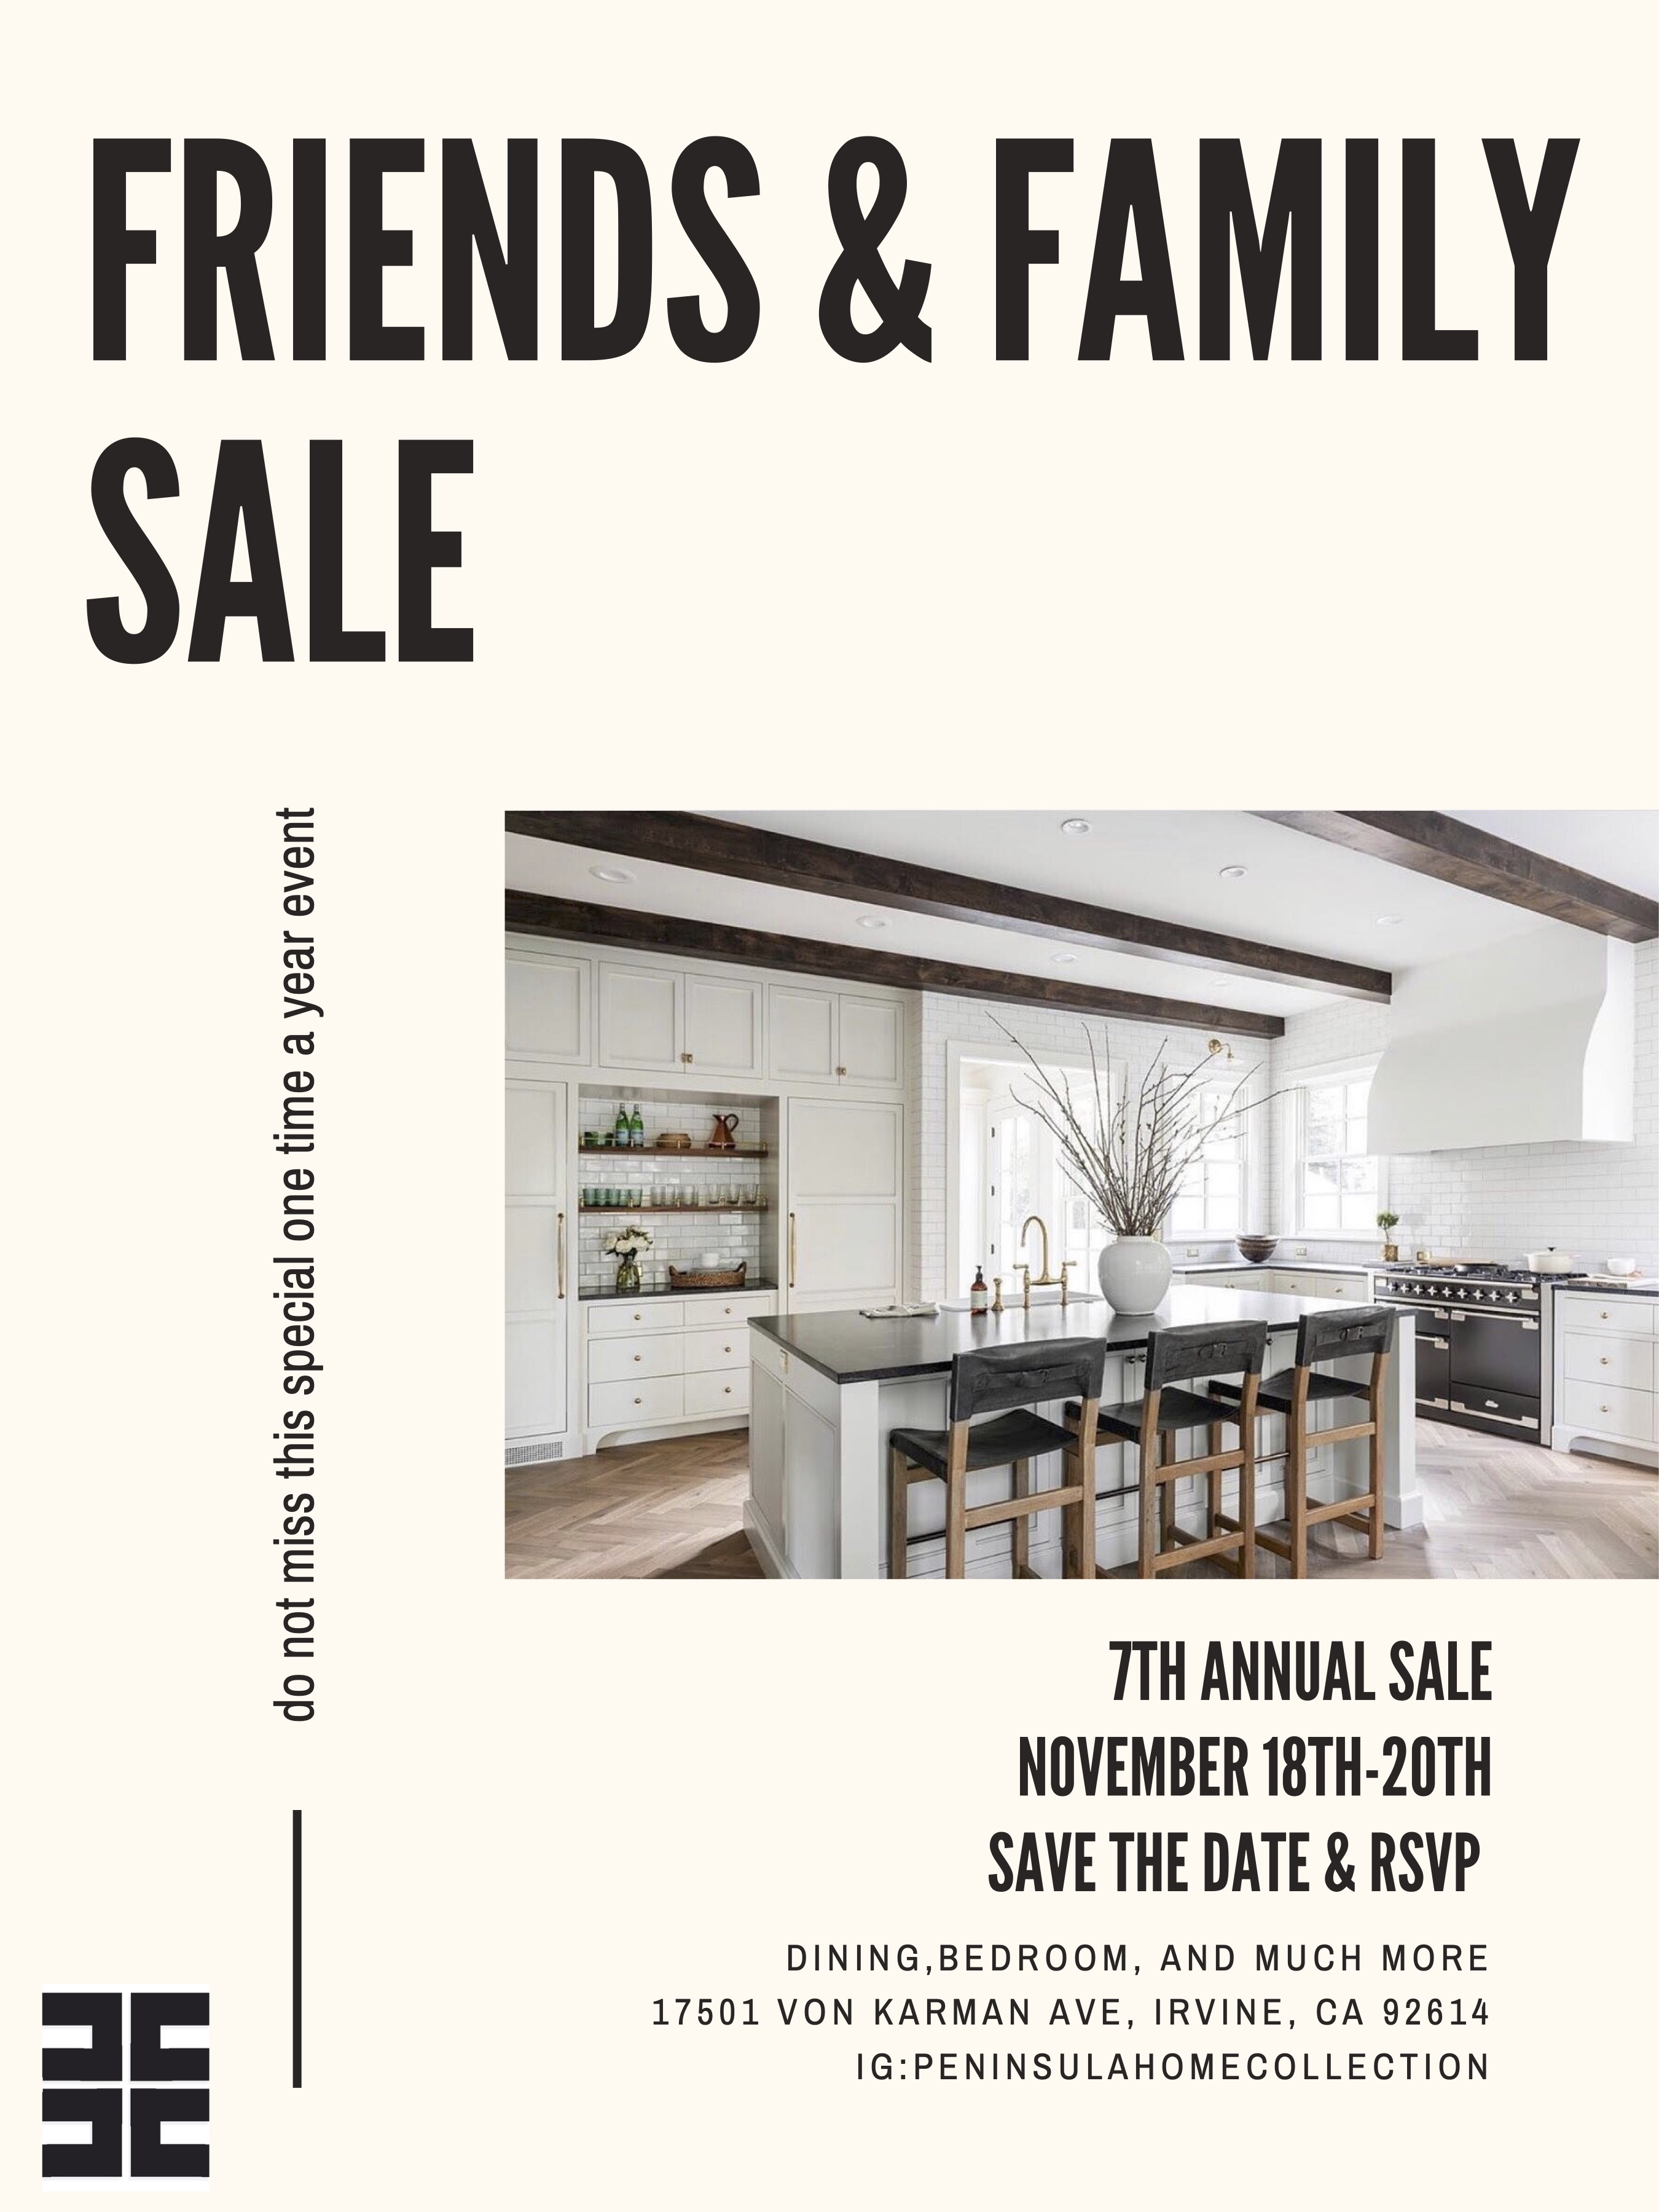 FRIENDS & FAMILY
SALE
do not miss this special one time a year event
7TH ANNUAL SALE
NOVEMBER 18TH-20TH
SAVE THE DATE & RSVP
DINING,BEDROOM, AND MUCH MORE
17501 VON KARMAN AVE, IRVINE, CA 92614
IG:PENINSULAHOMECOLLECTION